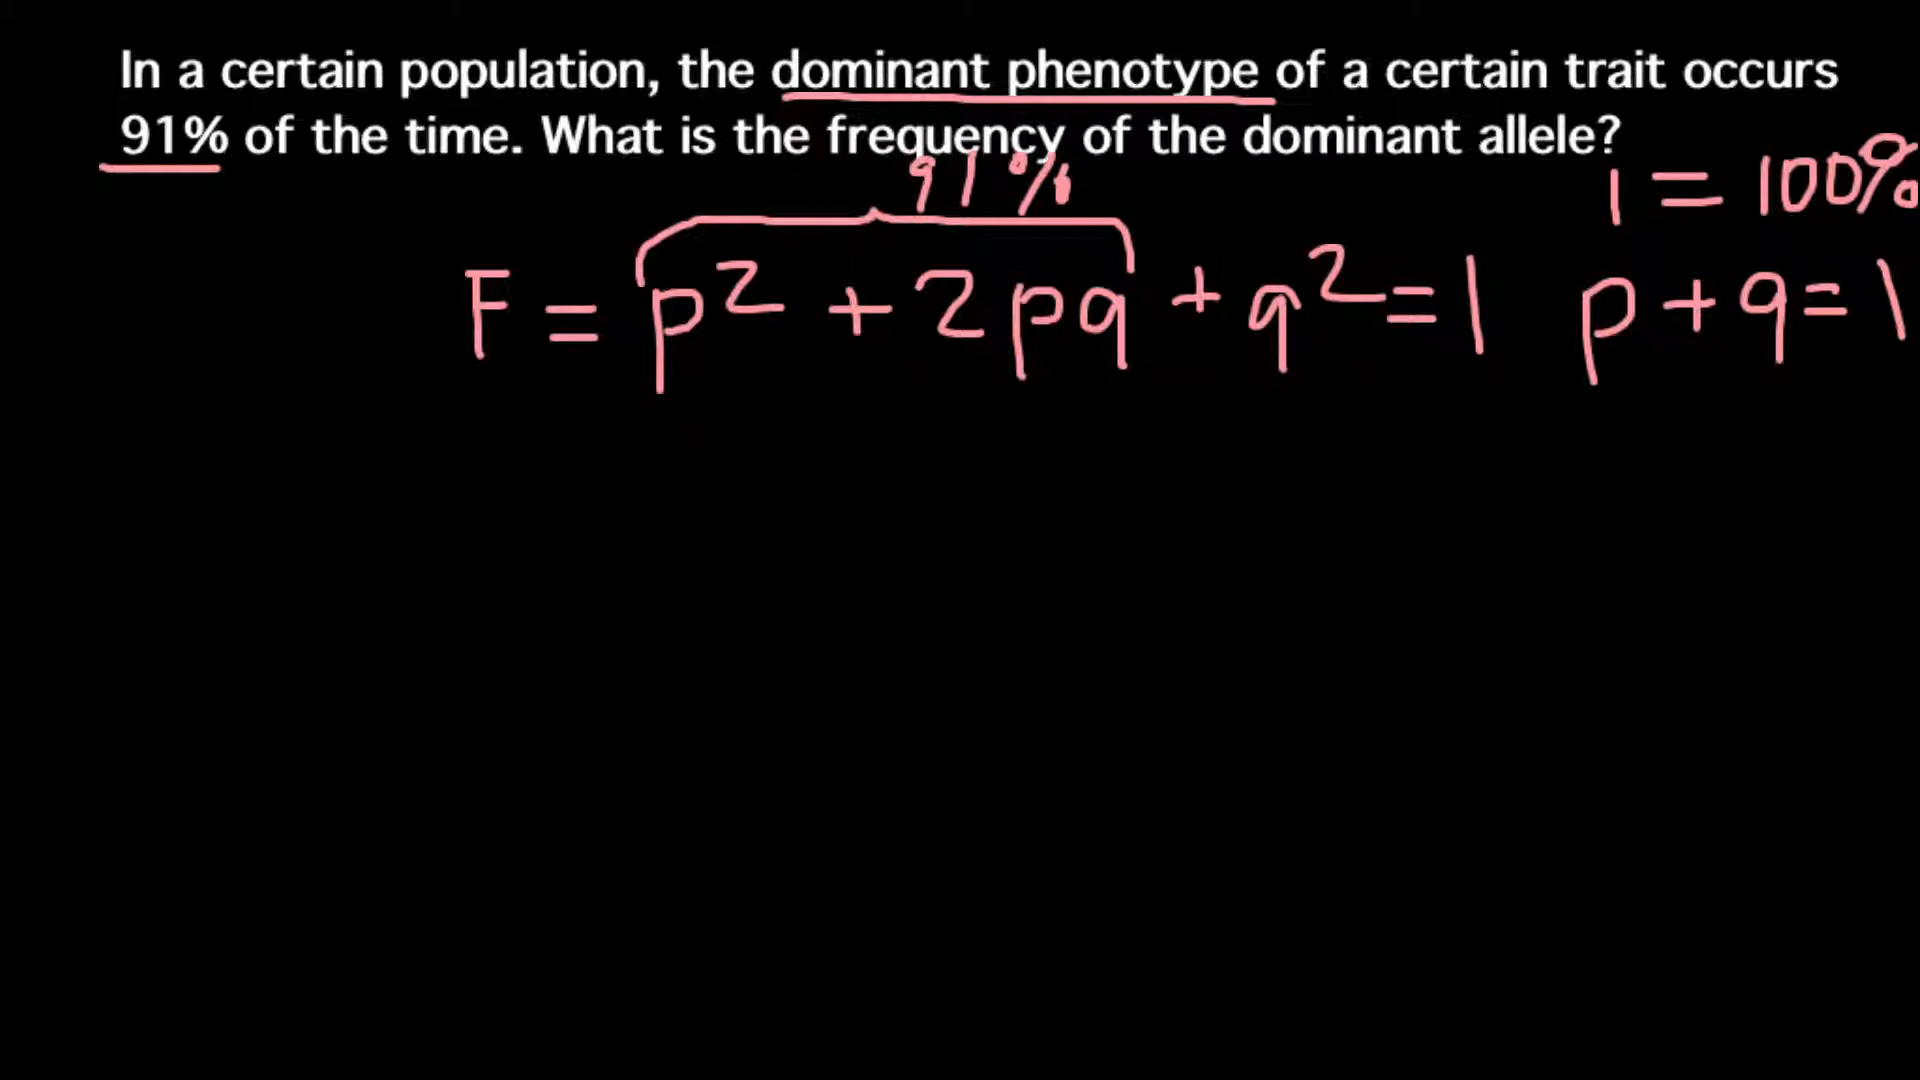 In a certain population, the dominant phenotype of a certain trait occurs
91% of the time. What is the frequency of the dominant allele?
91%
1 = 100%
F = p² + 2pq + q² = 1
p + q = 1